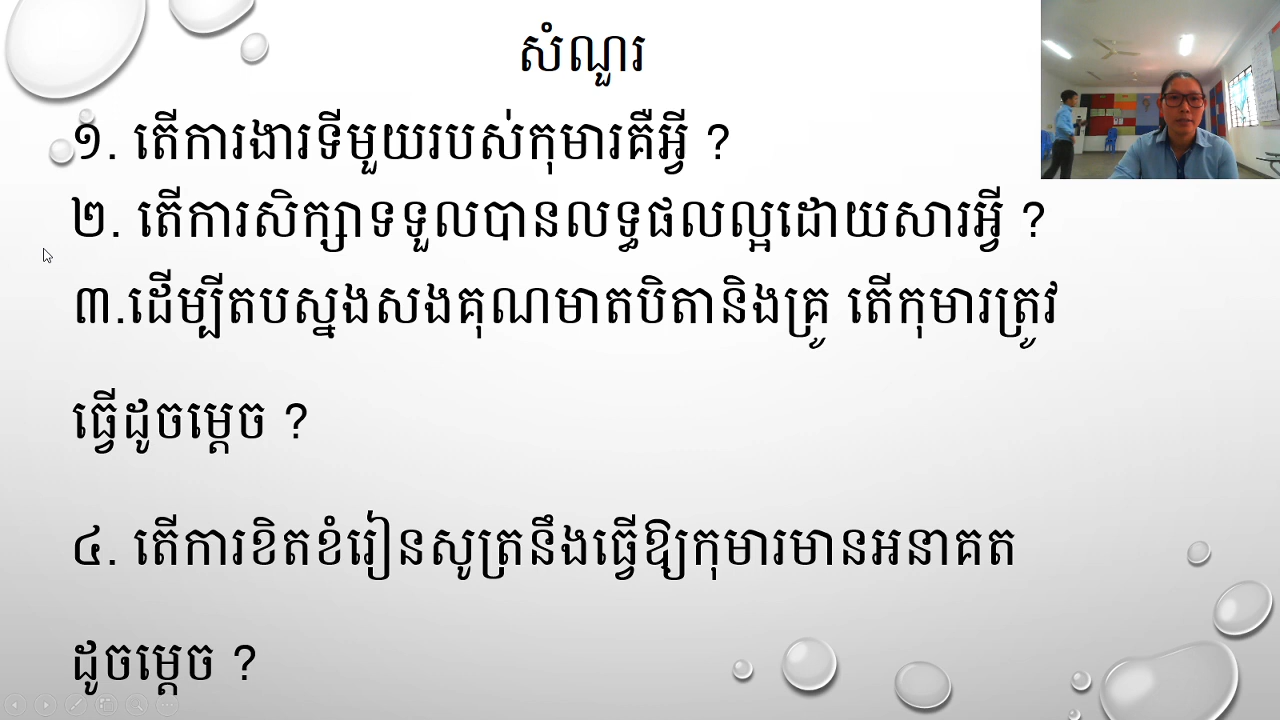 សំណួរ
១. តើការងារទីមួយរបស់កុមារគឺអ្វី ?
២. តើការសិក្សាទទួលបានលទ្ធផលល្អដោយសារអ្វី ?
៣.ដើម្បីតបស្នងសងគុណមាតបិតានិងគ្រូ តើកុមារត្រូវ
ធ្វើដូចម្តេច ?
៤. តើការខិតខំរៀនសូត្រនឹងធ្វើឱ្យកុមារមានអនាគត
ដូចម្តេច ?